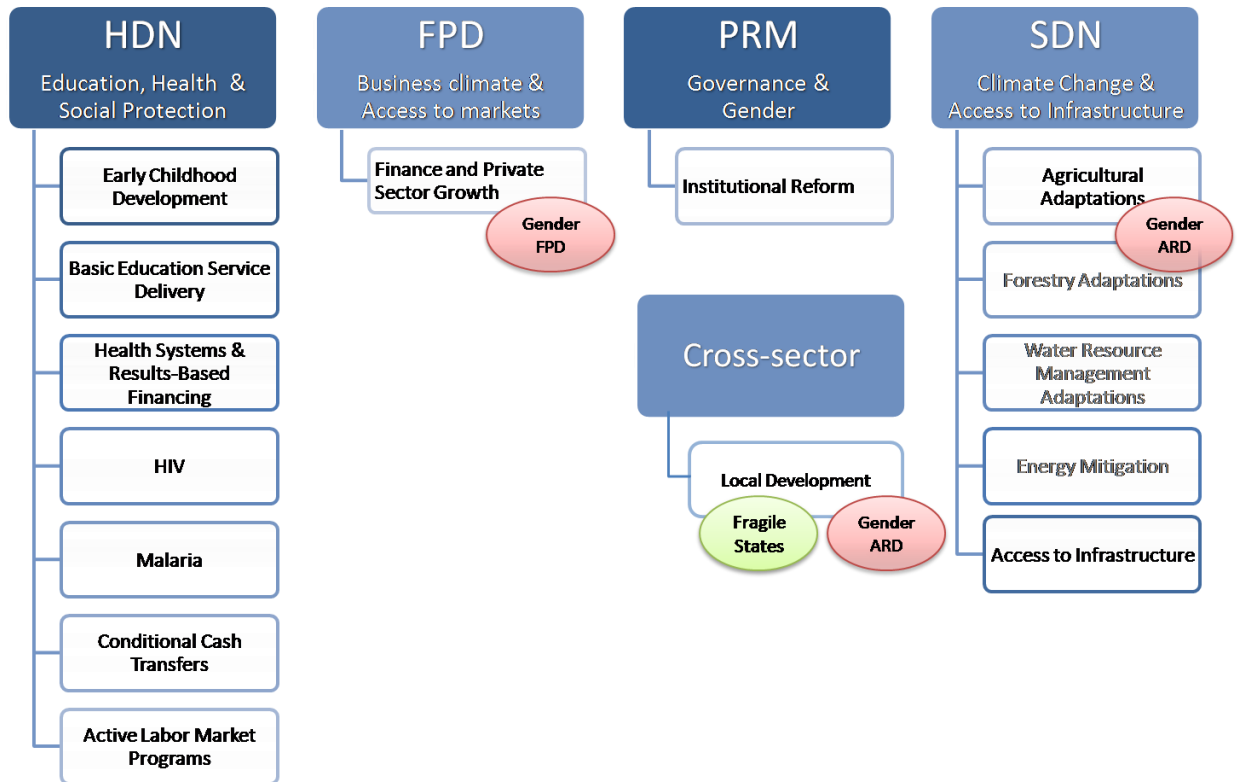 HDN
Education, Health &
Social Protection
Early Childhood
Development
Basic Education Service
Delivery
Health Systems &
Results-Based
Financing
HIV
Malaria
Conditional Cash
Transfers
Active Labor Market
Programs
FPD
Business climate &
Access to markets
Finance and Private
Sector Growth
Gender
FPD
PRM
Governance &
Gender
Institutional Reform
Cross-sector
Local Development
Fragile
States
Gender
ARD
SDN
Climate Change &
Access to Infrastructure
Agricultural
Adaptations
Gender
ARD
Forestry Adaptations
Water Resource
Management
Adaptations
Energy Mitigation
Access to Infrastructure